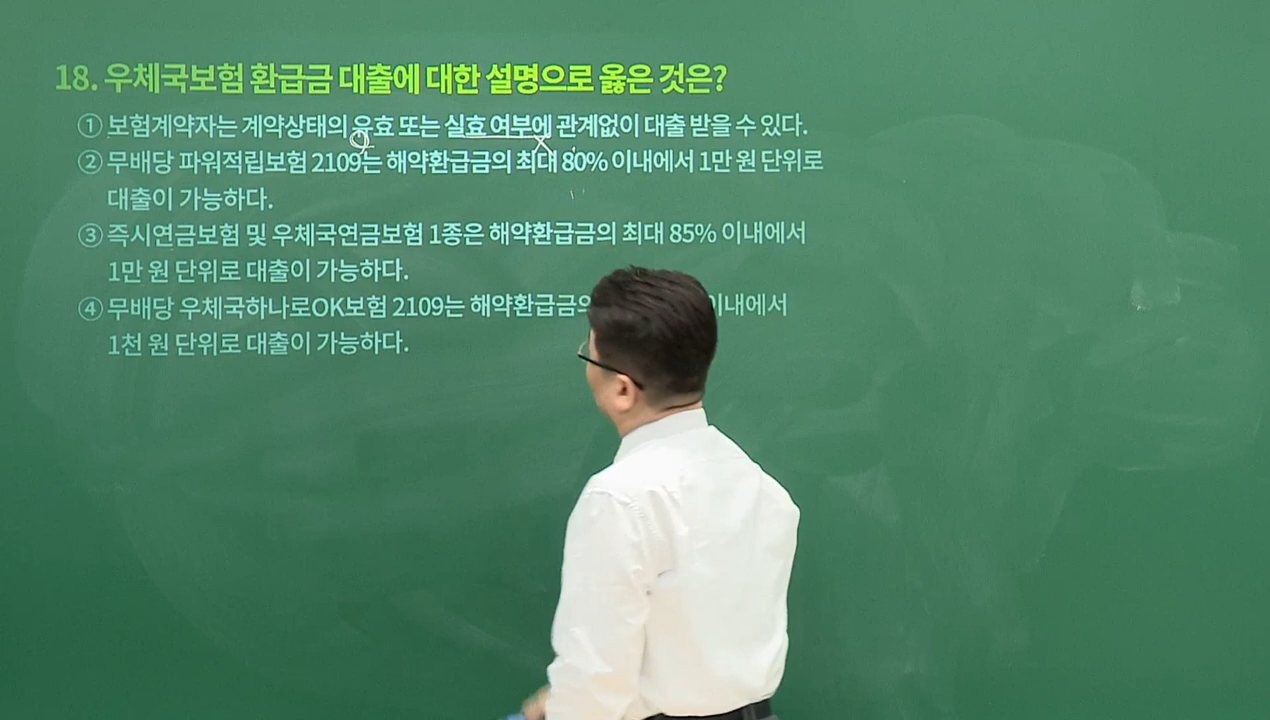 18. 우체국보험 환급금 대출에 대한 설명으로 옳은 것은?
① 보험계약자는 계약상태의 유효 또는 실효 여부에 관계없이 대출 받을 수 있다.
② 무배당 파워적립보험 2109는 해약환급금의 최대 80% 이내에서 1만 원 단위로
대출이 가능하다.
③ 즉시연금보험 및 우체국연금보험 1종은 해약환급금의 최대 85% 이내에서
1만 원 단위로 대출이 가능하다.
④ 무배당 우체국하나로OK보험 2109는 해약환급금의 이내에서
1천 원 단위로 대출이 가능하다.